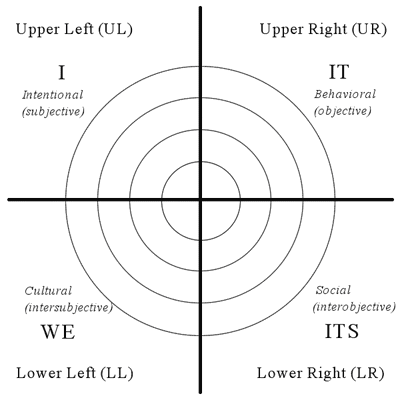 Upper Left (UL)
Upper Right (UR)
I
Intentional
(subjective)
IT
Behavioral
(objective)
Cultural
(intersubjective)
WE
Social
(interobjective)
ITS
Lower Left (LL)
Lower Right (LR)